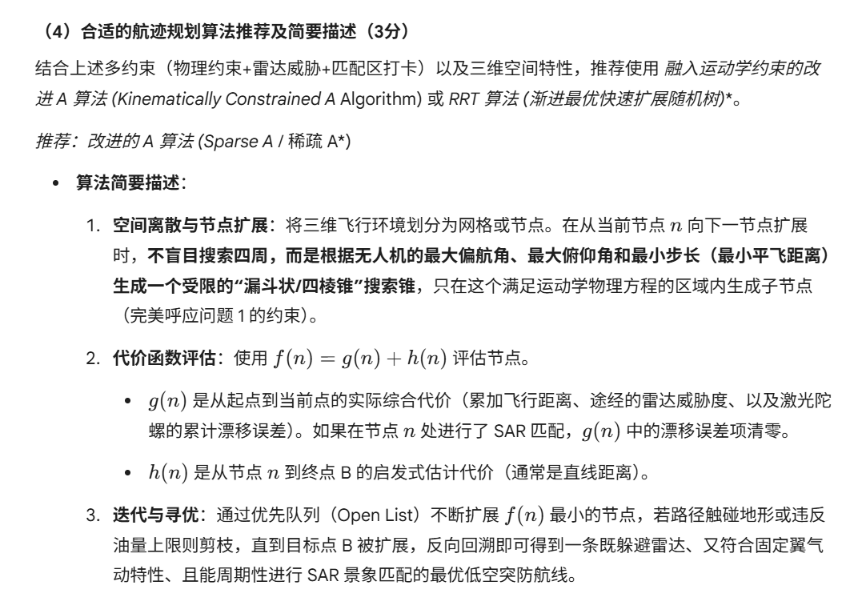 （4）合适的航迹规划算法推荐及简要描述（3分）
结合上述多约束（物理约束+雷达威胁+匹配区打卡）以及三维空间特性，推荐使用 融入运动学约束的改
进 A 算法 (Kinematically Constrained A Algorithm) 或 RRT 算法 (渐进最优快速扩展随机树)*。
推荐：改进的 A 算法 (Sparse A / 稀疏 A*)
• 算法简要描述：
1. 空间离散与节点扩展：将三维飞行环境划分为网格或节点。在从当前节点 n 向下一节点扩展
时，不盲目搜索四周，而是根据无人机的最大偏航角、最大俯仰角和最小步长（最小平飞距离）
生成一个受限的“漏斗状/四棱锥”搜索锥，只在这个满足运动学物理方程的区域内生成子节点
（完美呼应问题 1 的约束）。
2. 代价函数评估：使用 f(n) = g(n) + h(n) 评估节点。
• g(n) 是从起点到当前点的实际综合代价（累加飞行距离、途经的雷达威胁度、以及激光陀
螺的累计漂移误差）。如果在节点 n 处进行了 SAR 匹配，g(n) 中的漂移误差项清零。
• h(n) 是从节点 n 到终点 B 的启发式估计代价（通常是直线距离）。
3. 迭代与寻优：通过优先队列（Open List）不断扩展 f(n) 最小的节点，若路径触碰地形或违反
油量上限则剪枝，直到目标点 B 被扩展，反向回溯即可得到一条既躲避雷达、又符合固定翼气
动特性、且能周期性进行 SAR 景象匹配的最优低空突防航线。